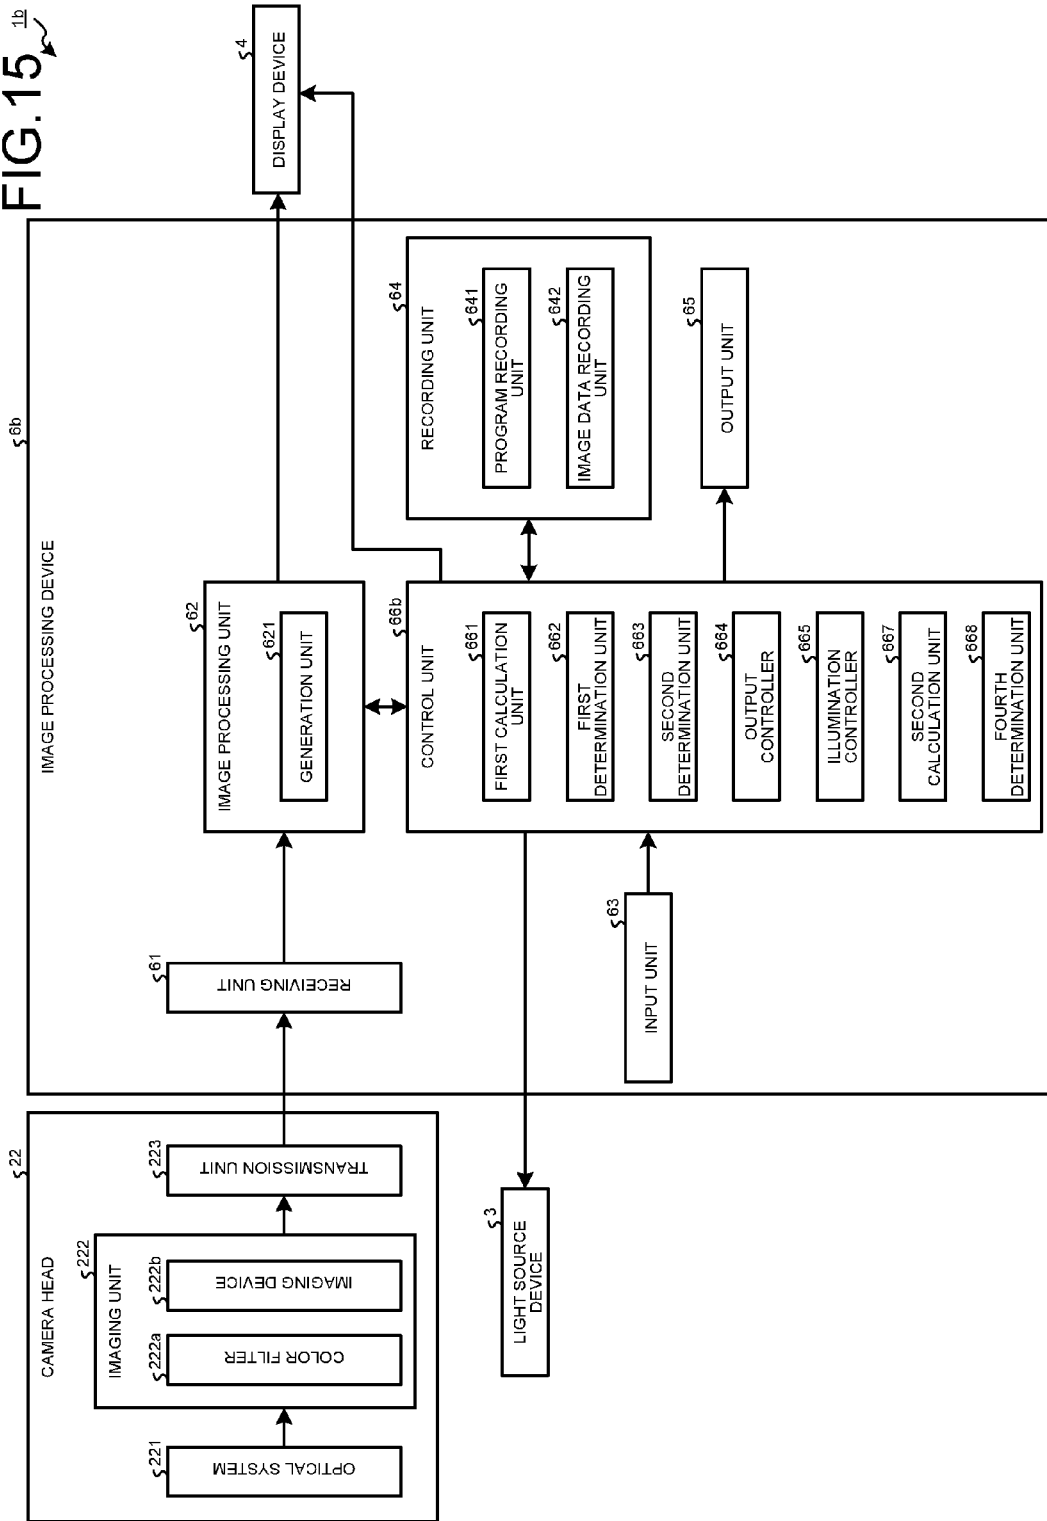 FIG.15
1b
22
CAMERA HEAD
221
OPTICAL SYSTEM
222
IMAGING UNIT
222a
COLOR FILTER
222b
IMAGING DEVICE
223
TRANSMISSION UNIT
3
LIGHT SOURCE
DEVICE
6b
IMAGE PROCESSING DEVICE
61
RECEIVING UNIT
62
IMAGE PROCESSING UNIT
621
GENERATION UNIT
63
INPUT UNIT
66b
CONTROL UNIT
661
FIRST CALCULATION
UNIT
662
FIRST
DETERMINATION UNIT
663
SECOND
DETERMINATION UNIT
664
OUTPUT
CONTROLLER
665
ILLUMINATION
CONTROLLER
667
SECOND
CALCULATION UNIT
668
FOURTH
DETERMINATION UNIT
64
RECORDING UNIT
641
PROGRAM RECORDING
UNIT
642
IMAGE DATA RECORDING
UNIT
65
OUTPUT UNIT
4
DISPLAY DEVICE